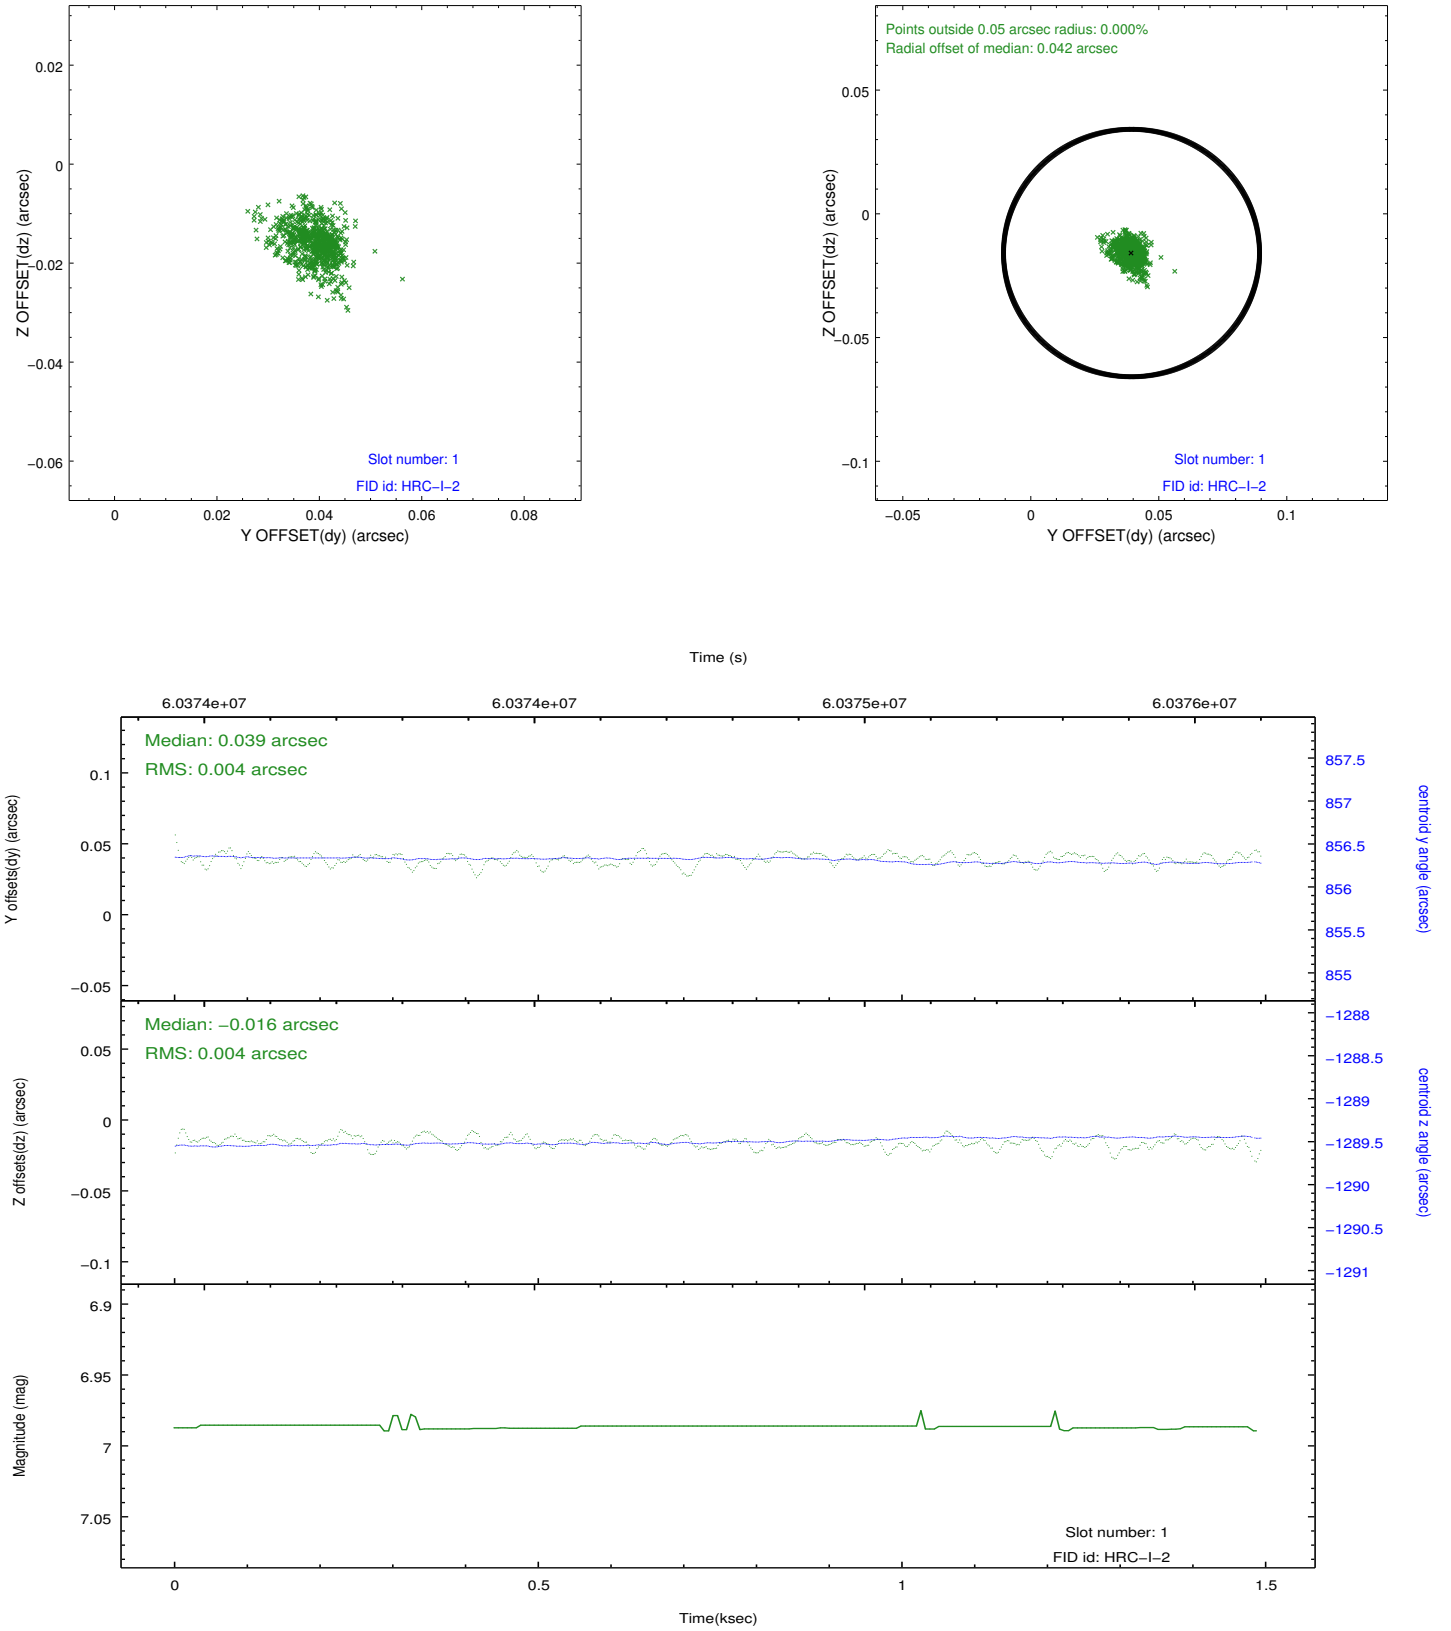 0.02
0
−0.02
−0.04
−0.06
Z OFFSET(dz) (arcsec)
Slot number: 1
FID id: HRC−I−2
0
0.02
0.04
0.06
0.08
Y OFFSET(dy) (arcsec)
Points outside 0.05 arcsec radius: 0.000%
Radial offset of median: 0.042 arcsec
0.05
0
−0.05
−0.1
Z OFFSET(dz) (arcsec)
Slot number: 1
FID id: HRC−I−2
−0.05
0
0.05
0.1
Y OFFSET(dy) (arcsec)
Time (s)
6.0374e+07
6.0374e+07
6.0375e+07
6.0376e+07
Median: 0.039 arcsec
RMS: 0.004 arcsec
0.1
0.05
0
−0.05
Y offsets(dy) (arcsec)
857.5
857
856.5
856
855.5
855
centroid y angle (arcsec)
Median: −0.016 arcsec
RMS: 0.004 arcsec
0.05
0
−0.05
−0.1
Z offsets(dz) (arcsec)
−1288
−1288.5
−1289
−1289.5
−1290
−1290.5
−1291
centroid z angle (arcsec)
6.9
6.95
7
7.05
Magnitude (mag)
Slot number: 1
FID id: HRC−I−2
0
0.5
1
1.5
Time(ksec)